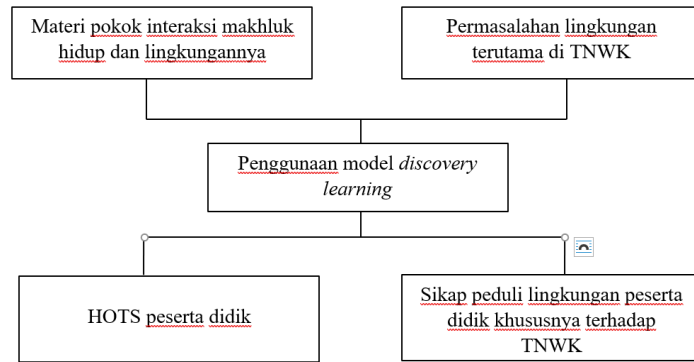 Materi pokok interaksi makhluk
hidup dan lingkungannya
Permasalahan lingkungan
terutama di TNWK
Penggunaan model discovery
learning
HOTS peserta didik
Sikap peduli lingkungan peserta
didik khususnya terhadap
TNWK